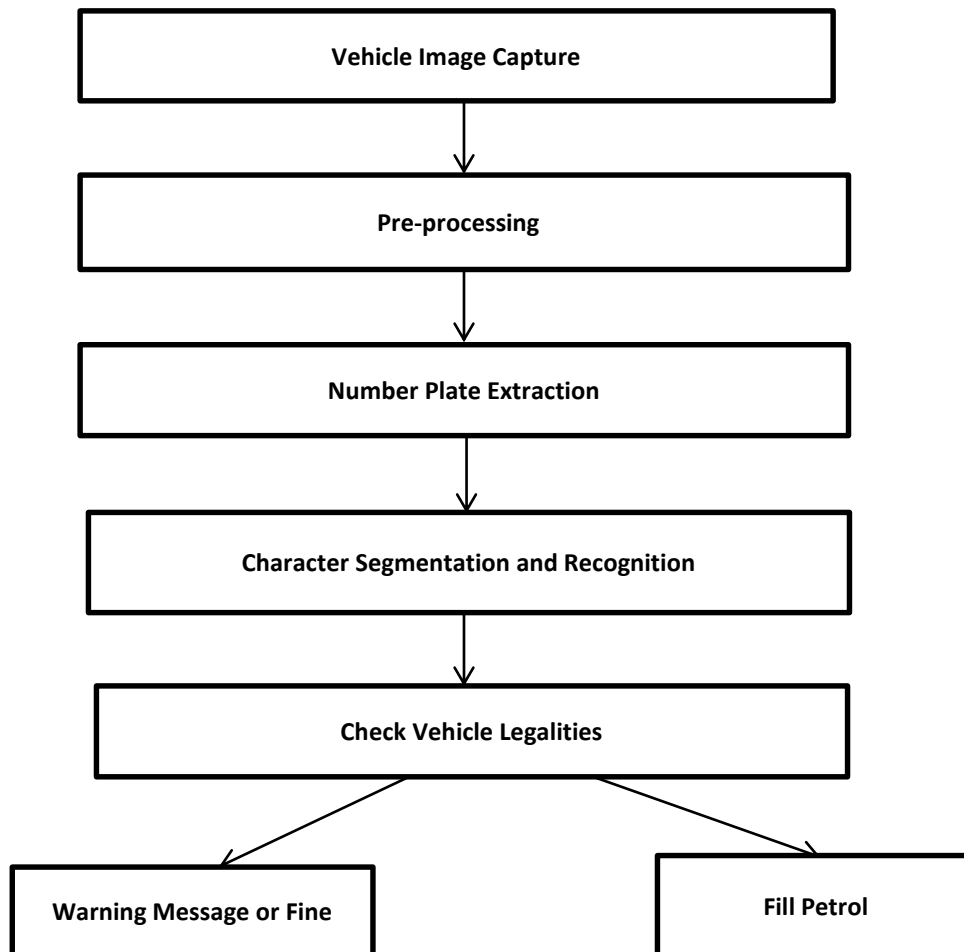 Vehicle Image Capture
Pre-processing
Number Plate Extraction
Character Segmentation and Recognition
Check Vehicle Legalities
Warning Message or Fine
Fill Petrol